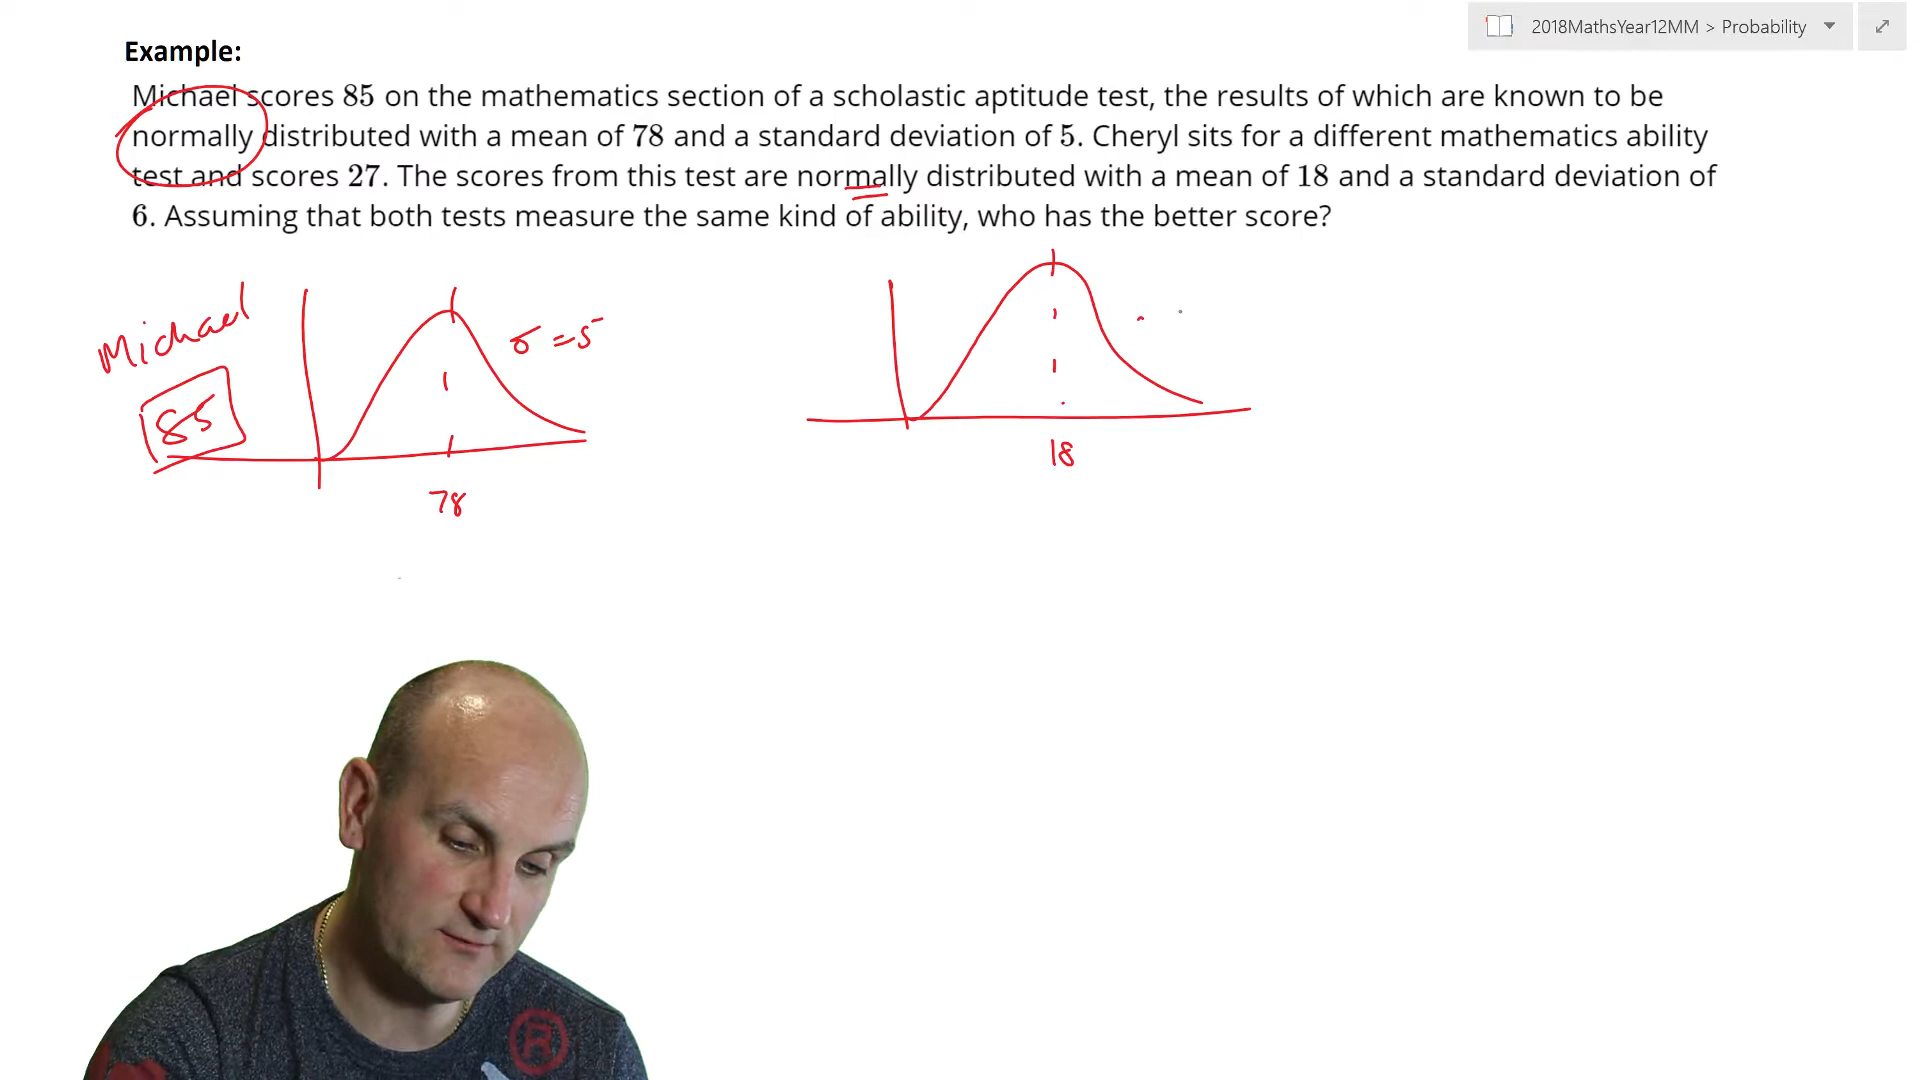 2018MathsYear12MM > Probability
Example:
Michael scores 85 on the mathematics section of a scholastic aptitude test, the results of which are known to be
normally distributed with a mean of 78 and a standard deviation of 5. Cheryl sits for a different mathematics ability
test and scores 27. The scores from this test are normally distributed with a mean of 18 and a standard deviation of
6. Assuming that both tests measure the same kind of ability, who has the better score?
Michael
85
σ = 5
78
18
R